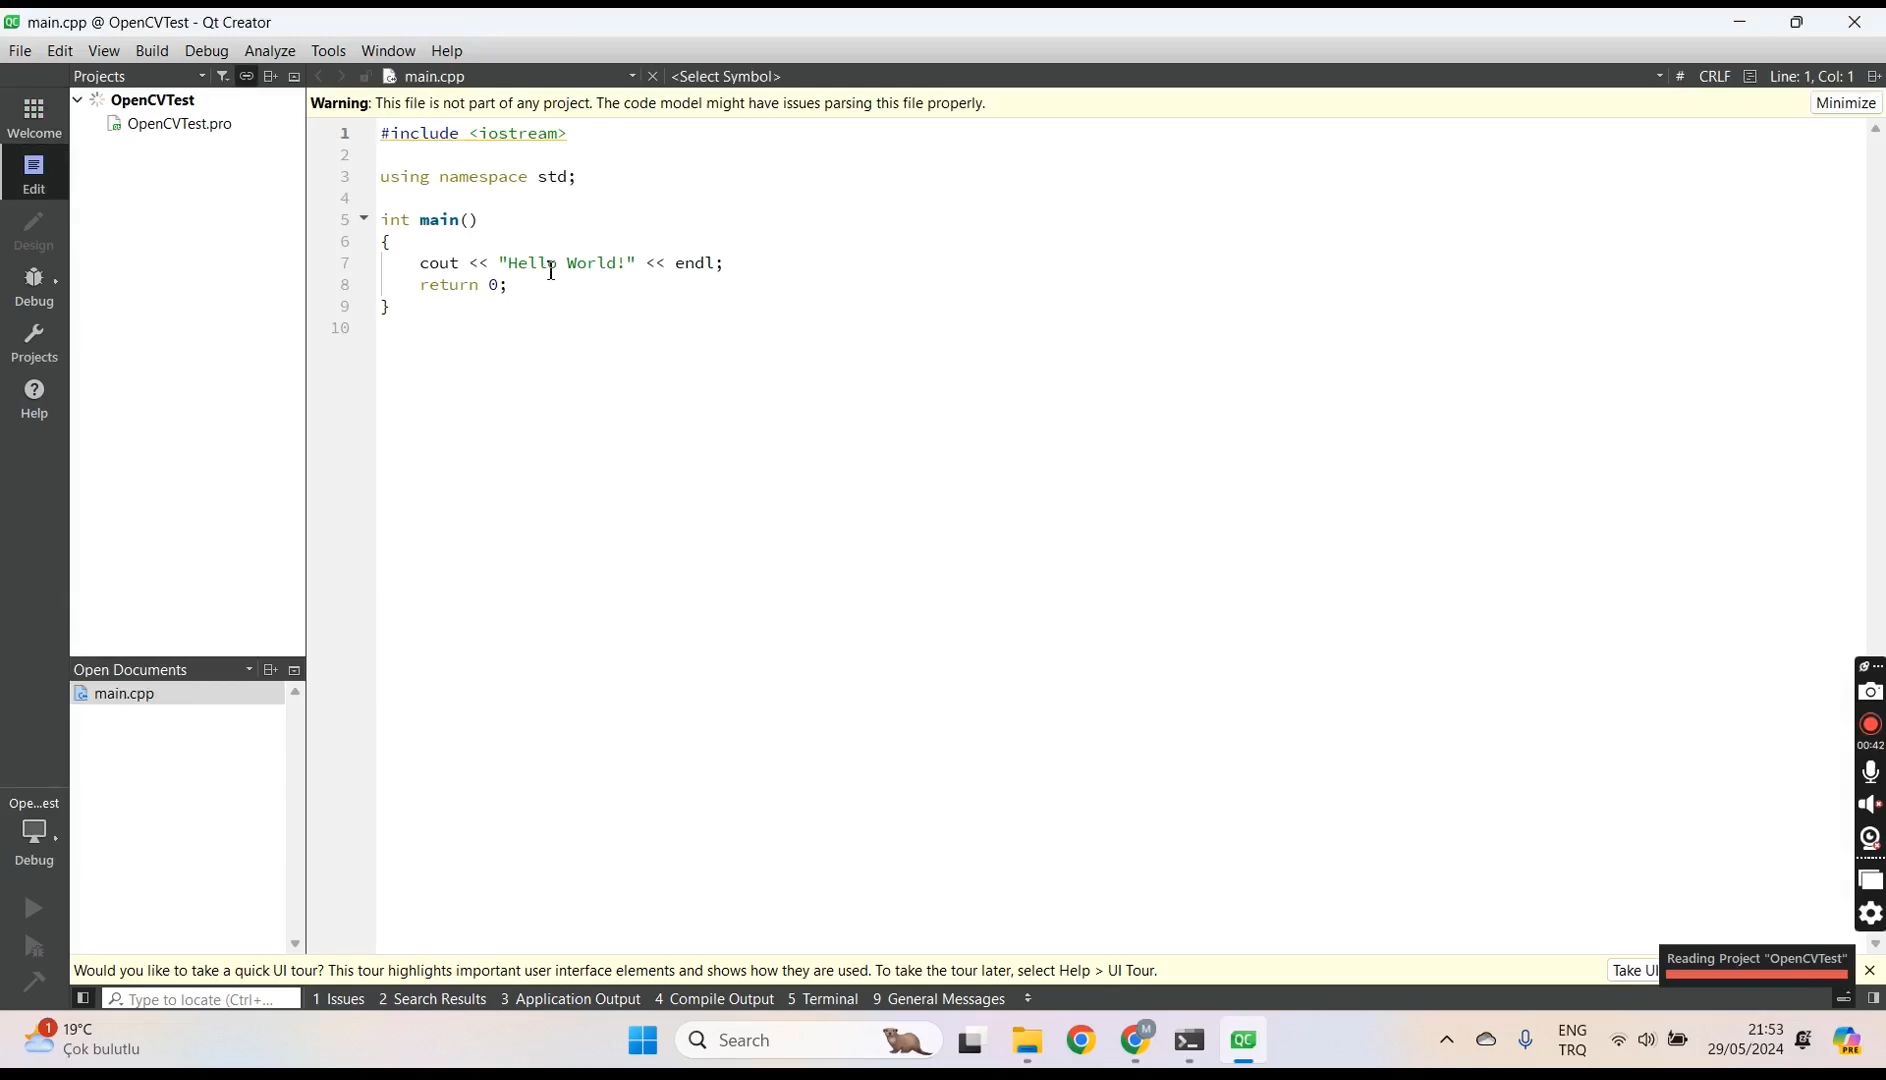 main.cpp @ OpenCVTest - Qt Creator
File Edit View Build Debug Analyze Tools Window Help
Projects
main.cpp
<Select Symbol>
# CRLF Line: 1, Col: 1
OpenCVTest
OpenCVTest.pro
Warning: This file is not part of any project. The code model might have issues parsing this file properly.
Minimize
Welcome
Edit
Design
Debug
Projects
Help
1 #include <iostream>
2
3 using namespace std;
4
5 int main()
6 {
7 cout << "Hello World!" << endl;
8 return 0;
9 }
10
Open Documents
main.cpp
Ope...est
Debug
00:42
Would you like to take a quick UI tour? This tour highlights important user interface elements and shows how they are used. To take the tour later, select Help > UI Tour.
Take UI
Reading Project "OpenCVTest"
Type to locate (Ctrl+...
1 Issues 2 Search Results 3 Application Output 4 Compile Output 5 Terminal 9 General Messages
1
19°C
Çok bulutlu
Search
M
QC
ENG
TRQ
21:53
29/05/2024
PRE